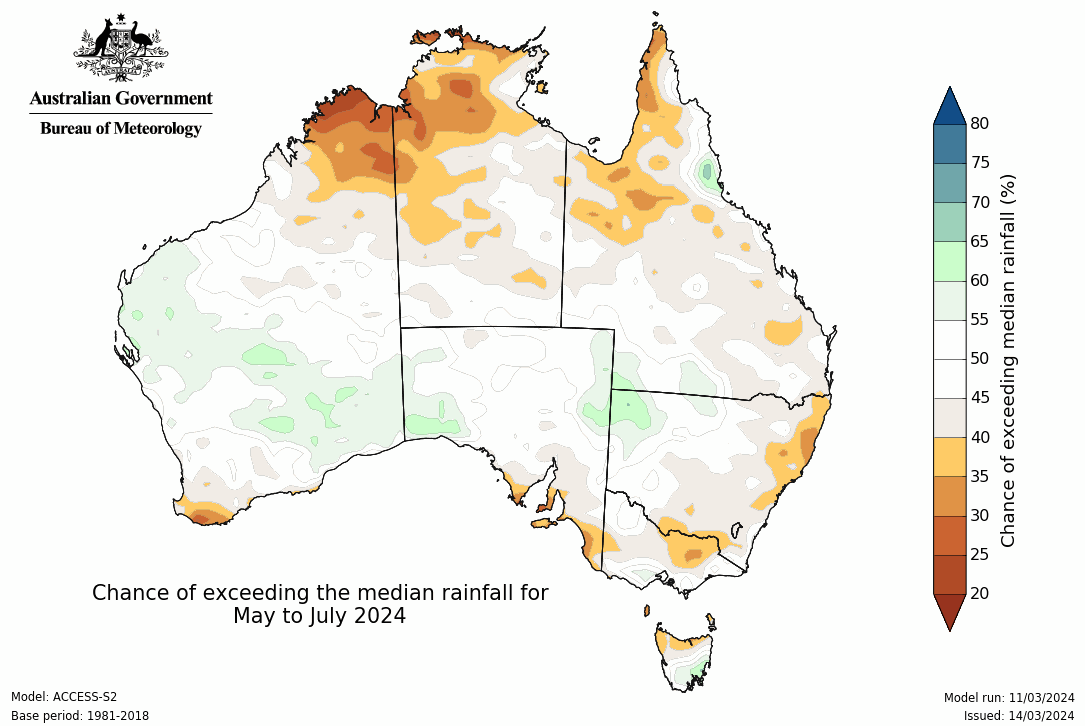 AUSTRALIA
Australian Government
Bureau of Meteorology
80
75
70
65
60
55
50
45
40
35
30
25
20
Chance of exceeding median rainfall (%)
Chance of exceeding the median rainfall for
May to July 2024
Model: ACCESS-S2
Base period: 1981-2018
Model run: 11/03/2024
Issued: 14/03/2024